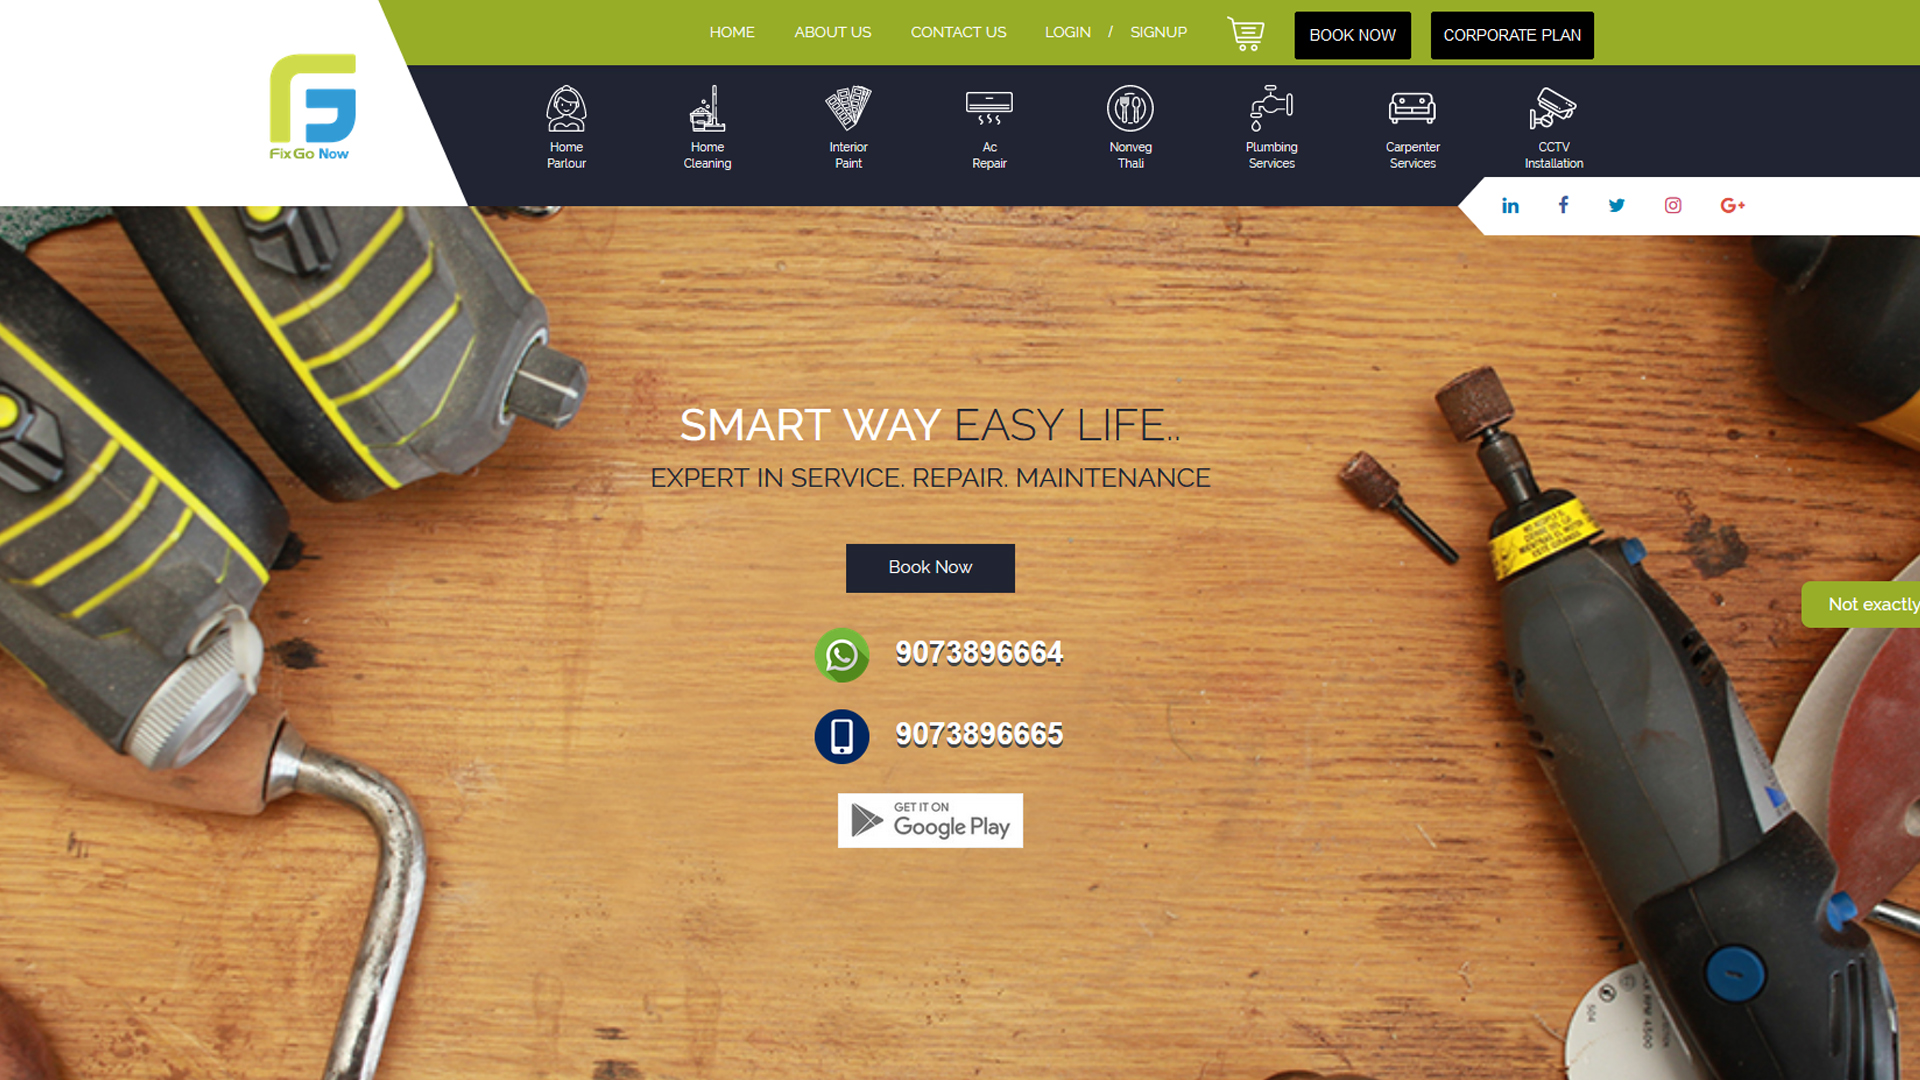 HOME
ABOUT US
CONTACT US
LOGIN / SIGNUP
BOOK NOW
CORPORATE PLAN
FixGo Now
Home
Parlour
Home
Cleaning
Interior
Paint
Ac
Repair
Nonveg
Thali
Plumbing
Services
Carpenter
Services
CCTV
Installation
in
f
G+
SMART WAY EASY LIFE..
EXPERT IN SERVICE. REPAIR. MAINTENANCE
Book Now
Not exactly
9073896664
9073896665
GET IT ON
Google Play